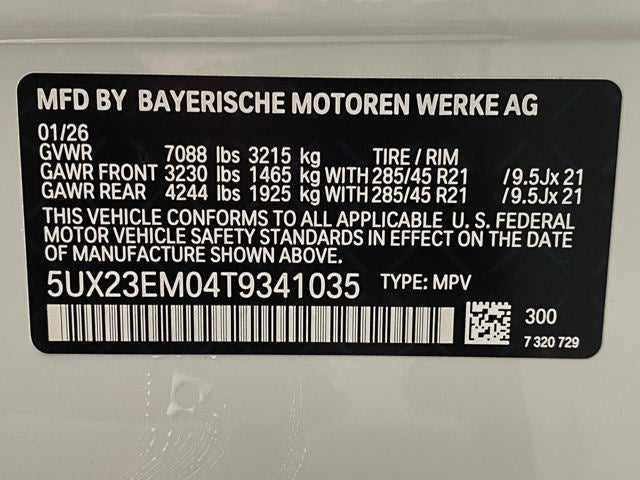 MFD BY BAYERISCHE MOTOREN WERKE AG
01/26
GVWR 7088 lbs 3215 kg TIRE / RIM
GAWR FRONT 3230 lbs 1465 kg WITH 285/45 R21 /9.5Jx 21
GAWR REAR 4244 lbs 1925 kg WITH 285/45 R21 /9.5Jx 21
THIS VEHICLE CONFORMS TO ALL APPLICABLE U. S. FEDERAL
MOTOR VEHICLE SAFETY STANDARDS IN EFFECT ON THE DATE
OF MANUFACTURE SHOWN ABOVE.
5UX23EM04T9341035 TYPE: MPV
300
7 320 729